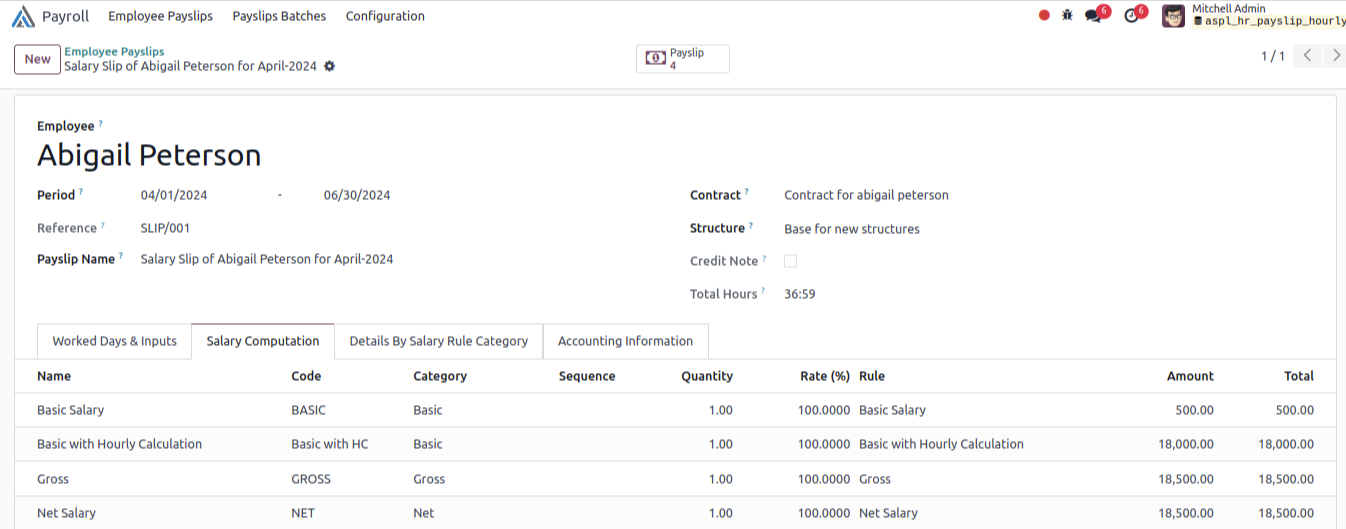 Payroll Employee Payslips Payslips Batches Configuration 6 6 Mitchell Admin
aspl_hr_payslip_hourly
New Employee Payslips Payslip
Salary Slip of Abigail Peterson for April-2024 4 1 / 1
Employee ?
Abigail Peterson
Period ? 04/01/2024 - 06/30/2024 Contract ? Contract for abigail peterson
Reference ? SLIP/001 Structure ? Base for new structures
Payslip Name ? Salary Slip of Abigail Peterson for April-2024 Credit Note ?
Total Hours ? 36:59
Worked Days & Inputs Salary Computation Details By Salary Rule Category Accounting Information
Name Code Category Sequence Quantity Rate (%) Rule Amount Total
Basic Salary BASIC Basic 1.00 100.0000 Basic Salary 500.00 500.00
Basic with Hourly Calculation Basic with HC Basic 1.00 100.0000 Basic with Hourly Calculation 18,000.00 18,000.00
Gross GROSS Gross 1.00 100.0000 Gross 18,500.00 18,500.00
Net Salary NET Net 1.00 100.0000 Net Salary 18,500.00 18,500.00